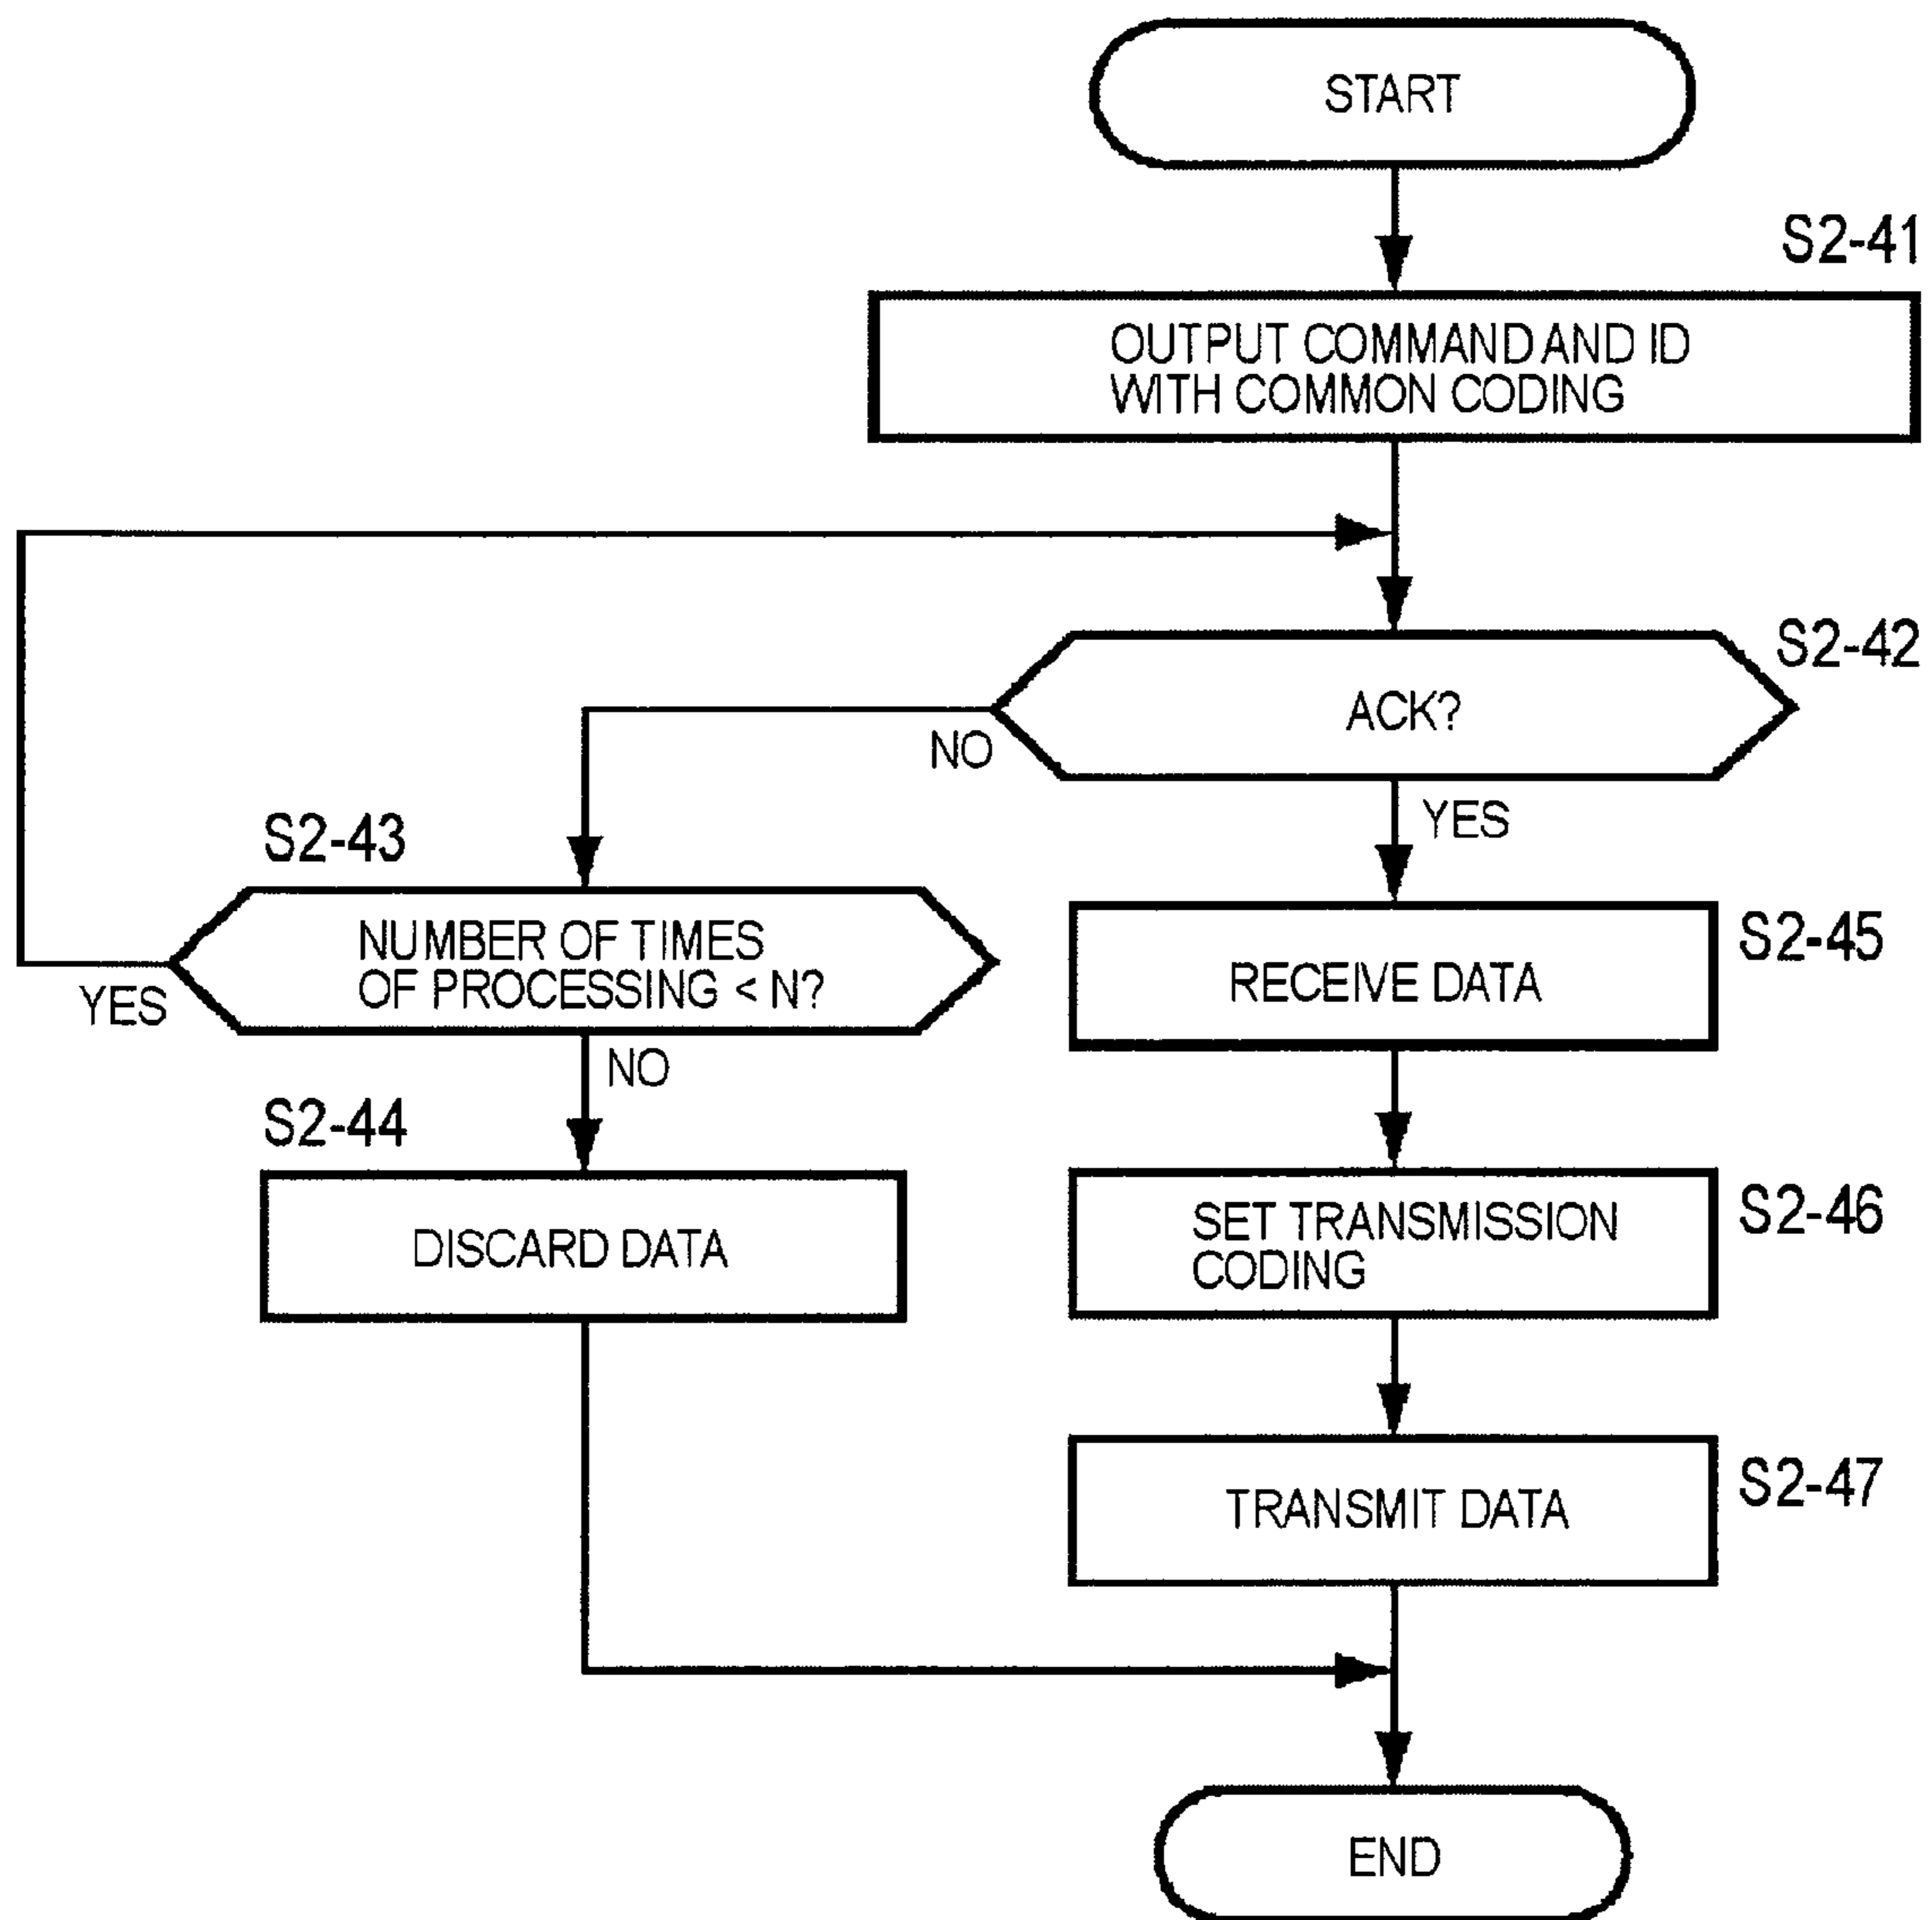 START
S2-41
OUTPUT COMMAND AND ID
WITH COMMON CODING
S2-42
ACK?
NO
YES
S2-43
NUMBER OF TIMES
OF PROCESSING < N?
YES
NO
S2-45
RECEIVE DATA
S2-44
DISCARD DATA
S2-46
SET TRANSMISSION
CODING
S2-47
TRANSMIT DATA
END